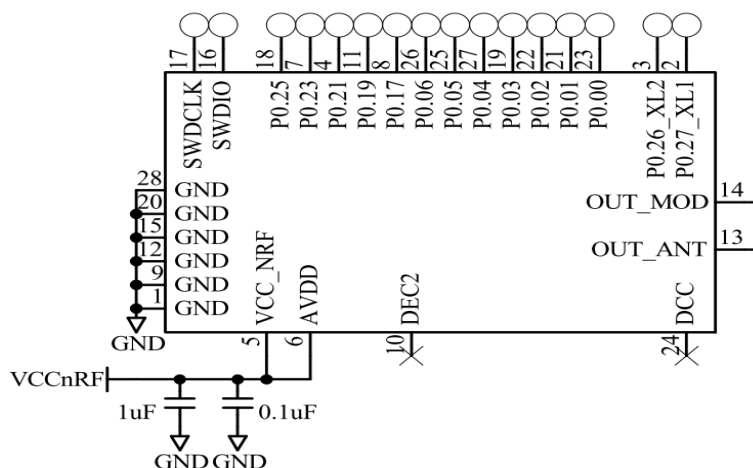 17 16 18 7 4 11 8 26 25 27 19 22 21 23 3 2
SWDCLK SWDIO P0.25 P0.23 P0.21 P0.19 P0.17 P0.06 P0.05 P0.04 P0.03 P0.02 P0.01 P0.00 P0.26_XL2 P0.27_XL1
28 GND
20 GND
15 GND
12 GND
9 GND
1 GND
OUT_MOD 14
OUT_ANT 13
VCC_NRF AVDD DEC2 DCC
5 6 10 24
GND
VCCnRF
1uF 0.1uF
GND GND